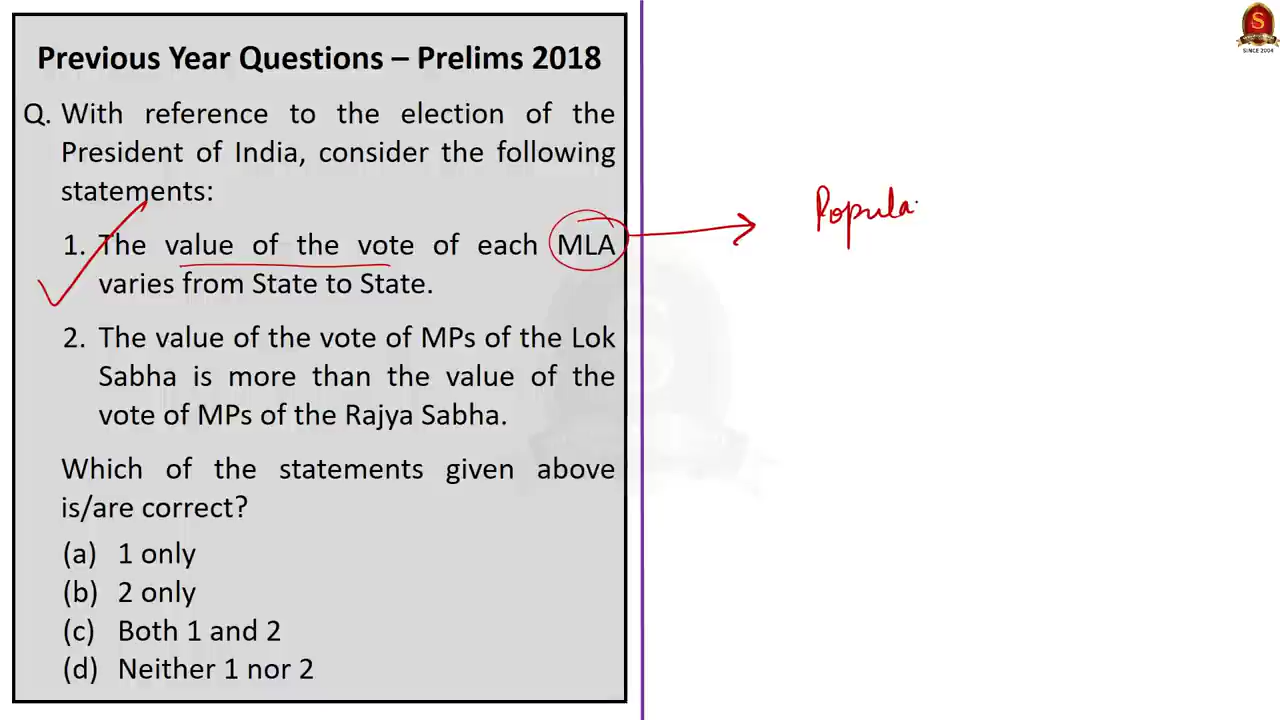 Previous Year Questions – Prelims 2018
Q. With reference to the election of the
President of India, consider the following
statements:
1. The value of the vote of each MLA
varies from State to State.
2. The value of the vote of MPs of the Lok
Sabha is more than the value of the
vote of MPs of the Rajya Sabha.
Which of the statements given above
is/are correct?
(a) 1 only
(b) 2 only
(c) Both 1 and 2
(d) Neither 1 nor 2
Popula
S
SINCE 2004